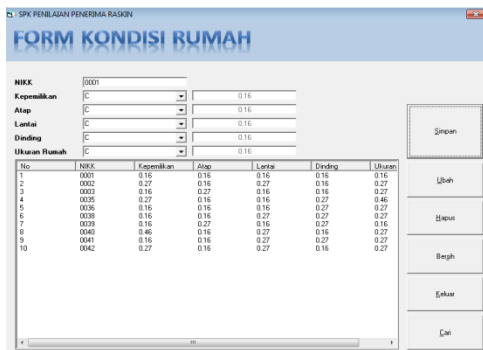 SPK PENILAIAN PENERIMA RASKIN
FORM KONDISI RUMAH
NIKK 0001
Kepemilikan C 0.16
Atap C 0.16
Lantai C 0.16
Dinding C 0.16
Ukuran Rumah C 0.16
No NIKK Kepemilikan Atap Lantai Dinding Ukuran
1 0001 0.16 0.16 0.16 0.16 0.16
2 0002 0.27 0.16 0.27 0.16 0.27
3 0003 0.16 0.27 0.16 0.27 0.27
4 0035 0.27 0.16 0.16 0.27 0.46
5 0036 0.16 0.16 0.27 0.16 0.27
6 0038 0.16 0.16 0.27 0.27 0.27
7 0039 0.16 0.27 0.16 0.27 0.16
8 0040 0.46 0.16 0.27 0.16 0.27
9 0041 0.16 0.16 0.27 0.27 0.27
10 0042 0.27 0.16 0.27 0.16 0.27
Simpan
Ubah
Hapus
Bersih
Keluar
Cari